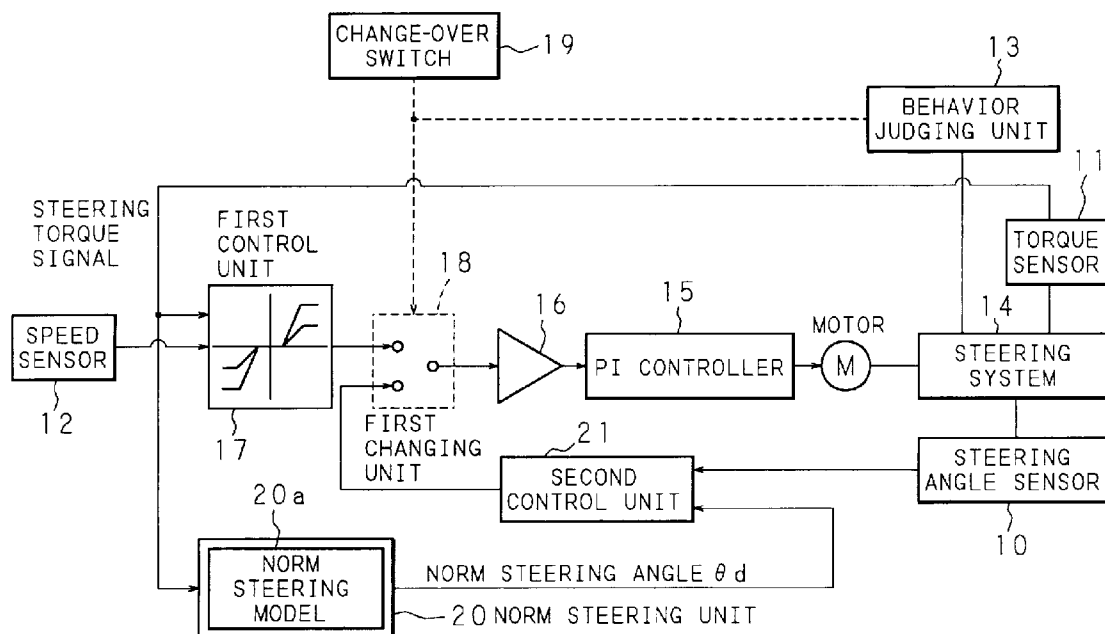 CHANGE-OVER
SWITCH
19
13
BEHAVIOR
JUDGING UNIT
11
STEERING
TORQUE
SIGNAL
FIRST
CONTROL
UNIT
TORQUE
SENSOR
18
16
15
14
MOTOR
SPEED
SENSOR
PI CONTROLLER
M
STEERING
SYSTEM
12
17
FIRST
CHANGING
UNIT
21
SECOND
CONTROL UNIT
STEERING
ANGLE SENSOR
10
20a
NORM
STEERING
MODEL
NORM STEERING ANGLE θd
20 NORM STEERING UNIT